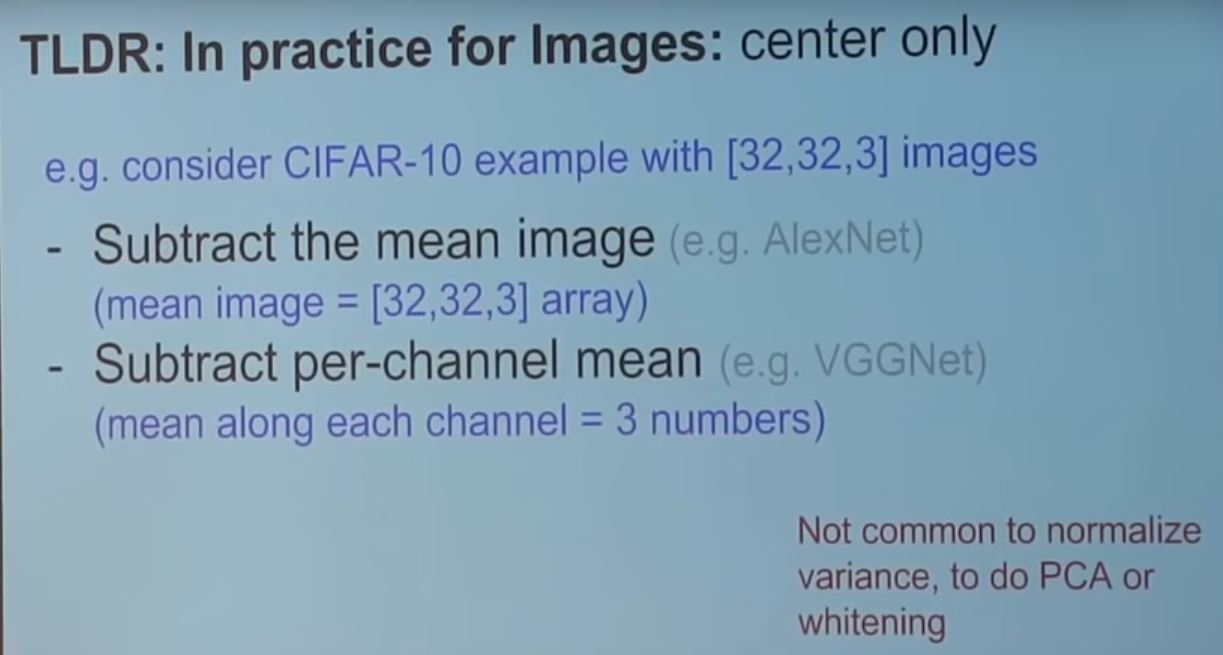 TLDR: In practice for Images: center only
e.g. consider CIFAR-10 example with [32,32,3] images
- Subtract the mean image (e.g. AlexNet)
(mean image = [32,32,3] array)
- Subtract per-channel mean (e.g. VGGNet)
(mean along each channel = 3 numbers)
Not common to normalize
variance, to do PCA or
whitening